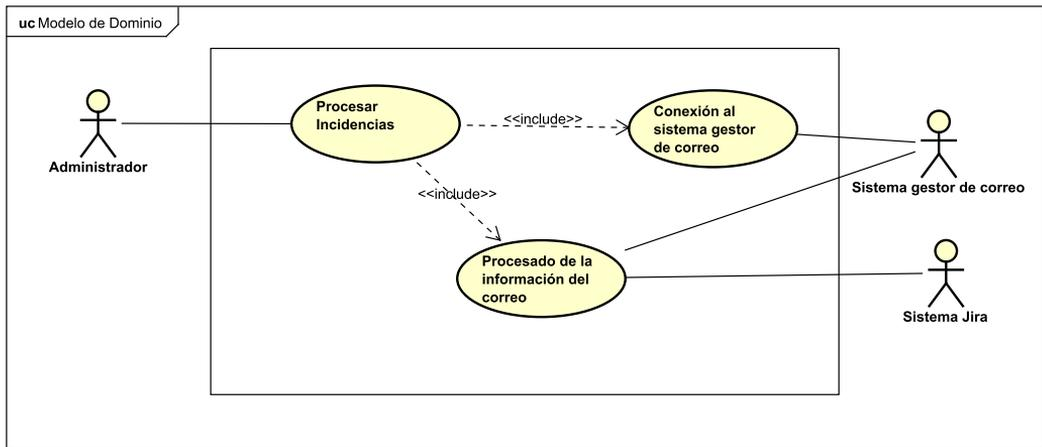 uc Modelo de Dominio
Procesar
Incidencias
<<include>>
Conexión al
sistema gestor
de correo
Administrador
Sistema gestor de correo
<<include>>
Procesado de la
información del
correo
Sistema Jira